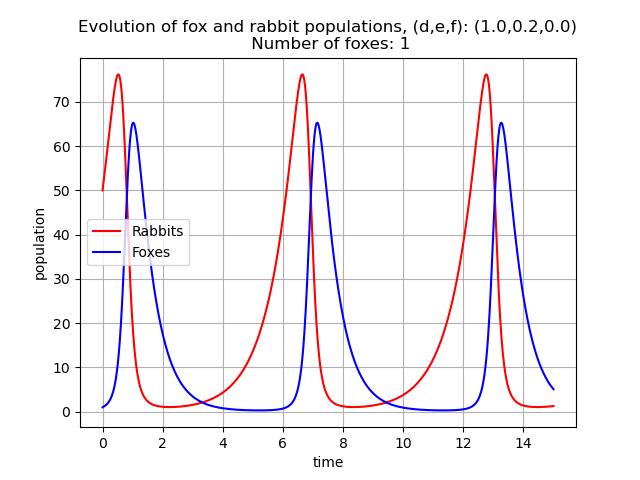 Evolution of fox and rabbit populations, (d,e,f): (1.0,0.2,0.0)
Number of foxes: 1
population
70
60
50
40
30
20
10
0
Rabbits
Foxes
0 2 4 6 8 10 12 14
time